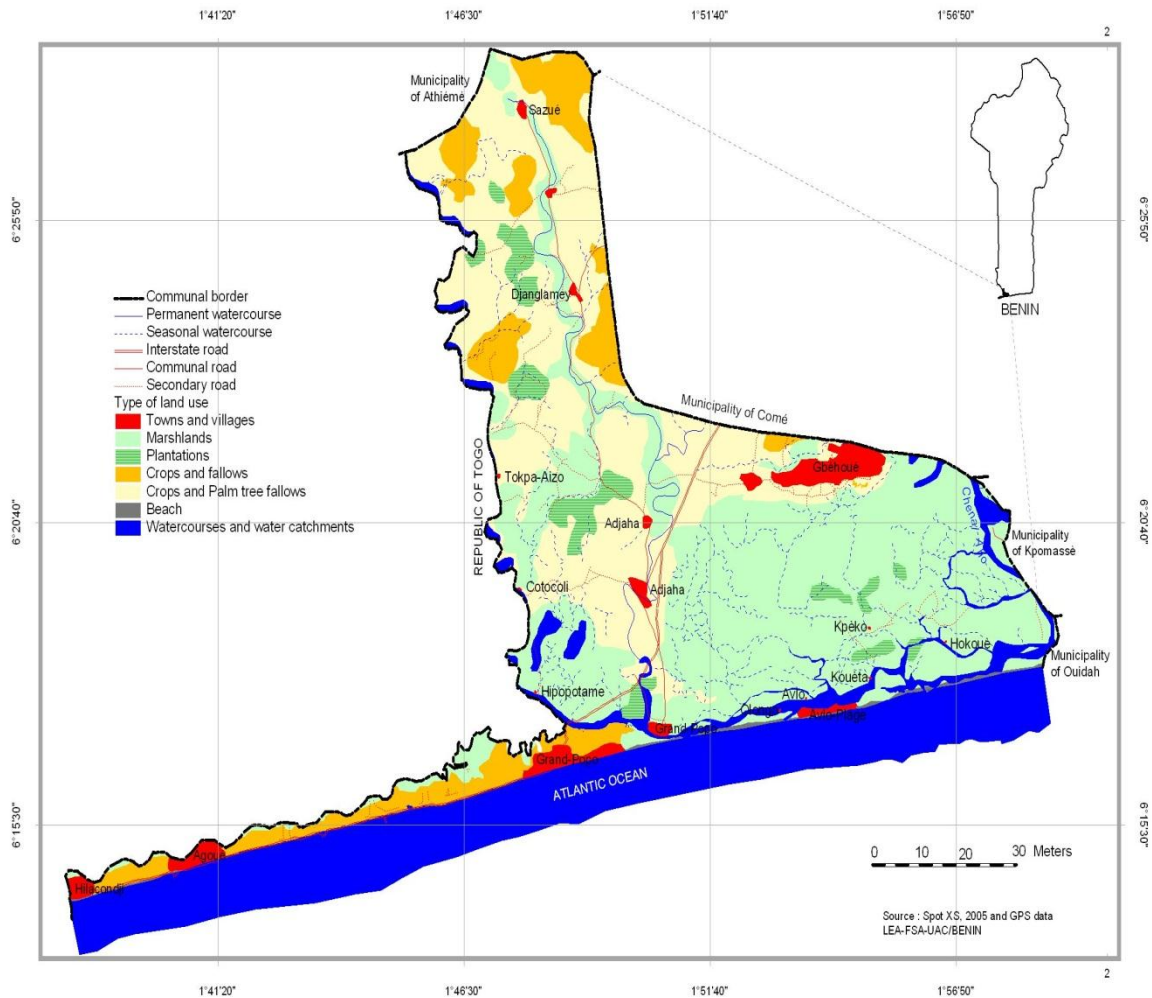 1°41'20"
1°46'30"
1°51'40"
1°56'50"
2
Municipality
of Athièmè
Sazué
6°25'50"
6°25'50"
Djanglamey
BENIN
Communal border
Permanent watercourse
Seasonal watercourse
Interstate road
Communal road
Secondary road
Type of land use
Towns and villages
Marshlands
Plantations
Crops and fallows
Crops and Palm tree fallows
Beach
Watercourses and water catchments
Municipality of Comé
REPUBLIC OF TOGO
Gbéhoué
Tokpa-Aizo
6°20'40"
6°20'40"
Adjaha
Municipality
of Kpomassè
Cotocoli
Adjaha
Kpèko
Hokouè
Municipality
of Ouidah
Kouèta
Hipopotame
Avlo
Grand-Popo
Grand-Popo
ATLANTIC OCEAN
6°15'30"
6°15'30"
Agoué
Hilacondji
0 10 20 30 Meters
Source : Spot XS, 2005 and GPS data
LEA-FSA-UAC/BENIN
1°41'20"
1°46'30"
1°51'40"
1°56'50"
2